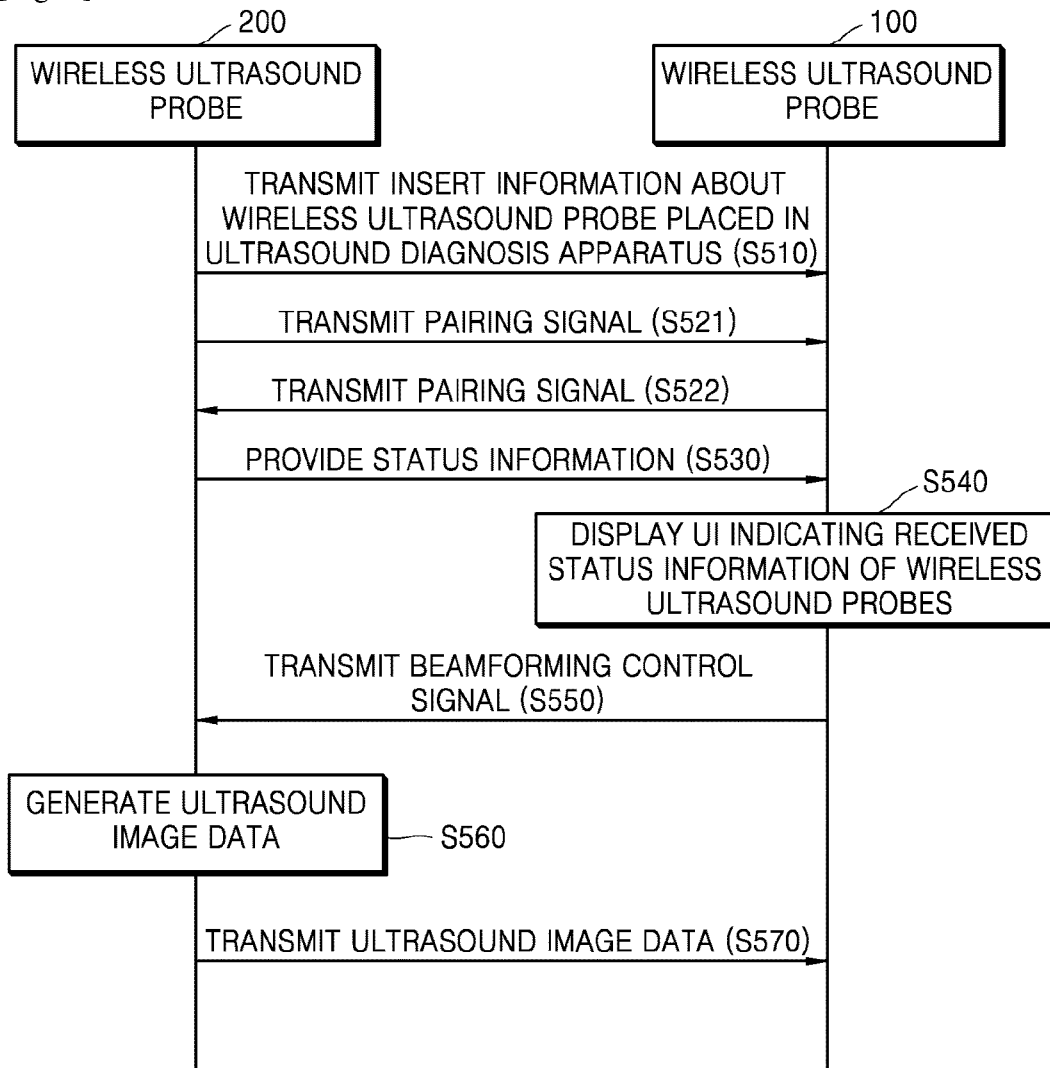 200
100
WIRELESS ULTRASOUND
PROBE
WIRELESS ULTRASOUND
PROBE
TRANSMIT INSERT INFORMATION ABOUT
WIRELESS ULTRASOUND PROBE PLACED IN
ULTRASOUND DIAGNOSIS APPARATUS (S510)
TRANSMIT PAIRING SIGNAL (S521)
TRANSMIT PAIRING SIGNAL (S522)
PROVIDE STATUS INFORMATION (S530)
S540
DISPLAY UI INDICATING RECEIVED
STATUS INFORMATION OF WIRELESS
ULTRASOUND PROBES
TRANSMIT BEAMFORMING CONTROL
SIGNAL (S550)
GENERATE ULTRASOUND
IMAGE DATA
S560
TRANSMIT ULTRASOUND IMAGE DATA (S570)